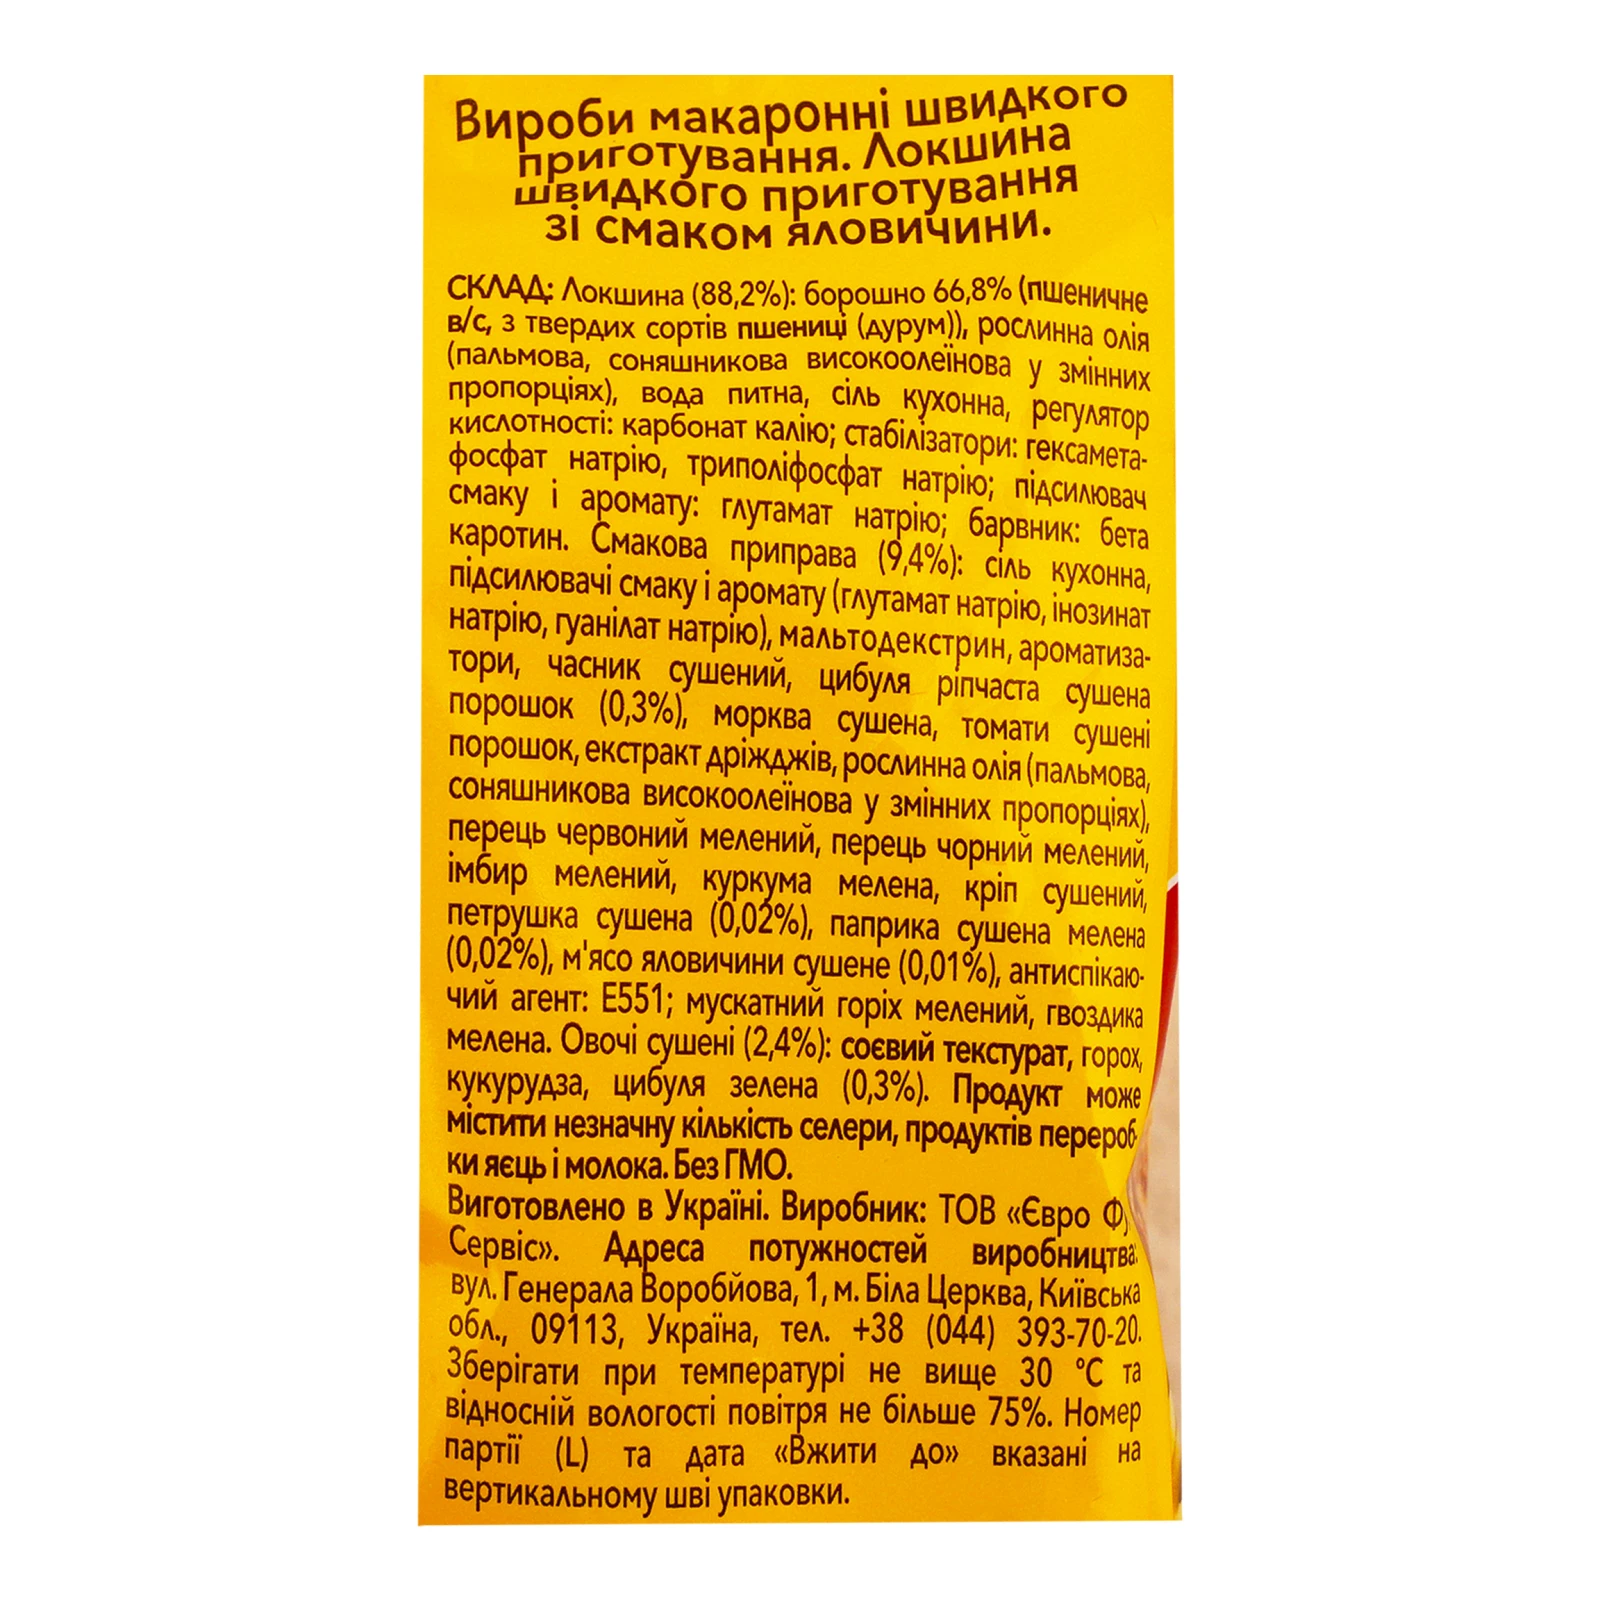 Вироби макаронні швидкого
приготування. Локшина
швидкого приготування
зі смаком яловичини.
СКЛАД: Локшина (88,2%): борошно 66,8% (пшеничне
в/с, з твердих сортів пшениці (дурум)), рослинна олія
(пальмова, соняшникова високоолеїнова у змінних
пропорціях), вода питна, сіль кухонна, регулятор
кислотності: карбонат калію; стабілізатори: гексамета-
фосфат натрію, триполіфосфат натрію; підсилювач
смаку і аромату: глутамат натрію; барвник: бета
каротин. Смакова приправа (9,4%): сіль кухонна,
підсилювачі смаку і аромату (глутамат натрію, інозинат
натрію, гуанілат натрію), мальтодекстрин, ароматиза-
тори, часник сушений, цибуля ріпчаста сушена
порошок (0,3%), морква сушена, томати сушені
порошок, екстракт дріжджів, рослинна олія (пальмова,
соняшникова високоолеїнова у змінних пропорціях),
перець червоний мелений, перець чорний мелений,
імбир мелений, куркума мелена, кріп сушений,
петрушка сушена (0,02%), паприка сушена мелена
(0,02%), м'ясо яловичини сушене (0,01%), антиспікаю-
чий агент: Е551; мускатний горіх мелений, гвоздика
мелена. Овочі сушені (2,4%): соєвий текстурат, горох,
кукурудза, цибуля зелена (0,3%). Продукт може
містити незначну кількість селери, продуктів перероб-
ки яєць і молока. Без ГМО.
Виготовлено в Україні. Виробник: ТОВ «Євро
Сервіс». Адреса потужностей виробництва:
вул. Генерала Воробйова, 1, м. Біла Церква, Київська
обл., 09113, Україна, тел. +38 (044) 393-70-20.
Зберігати при температурі не вище 30 °С та
відносній вологості повітря не більше 75%. Номер
партії (L) та дата «Вжити до» вказані на
вертикальному шві упаковки.